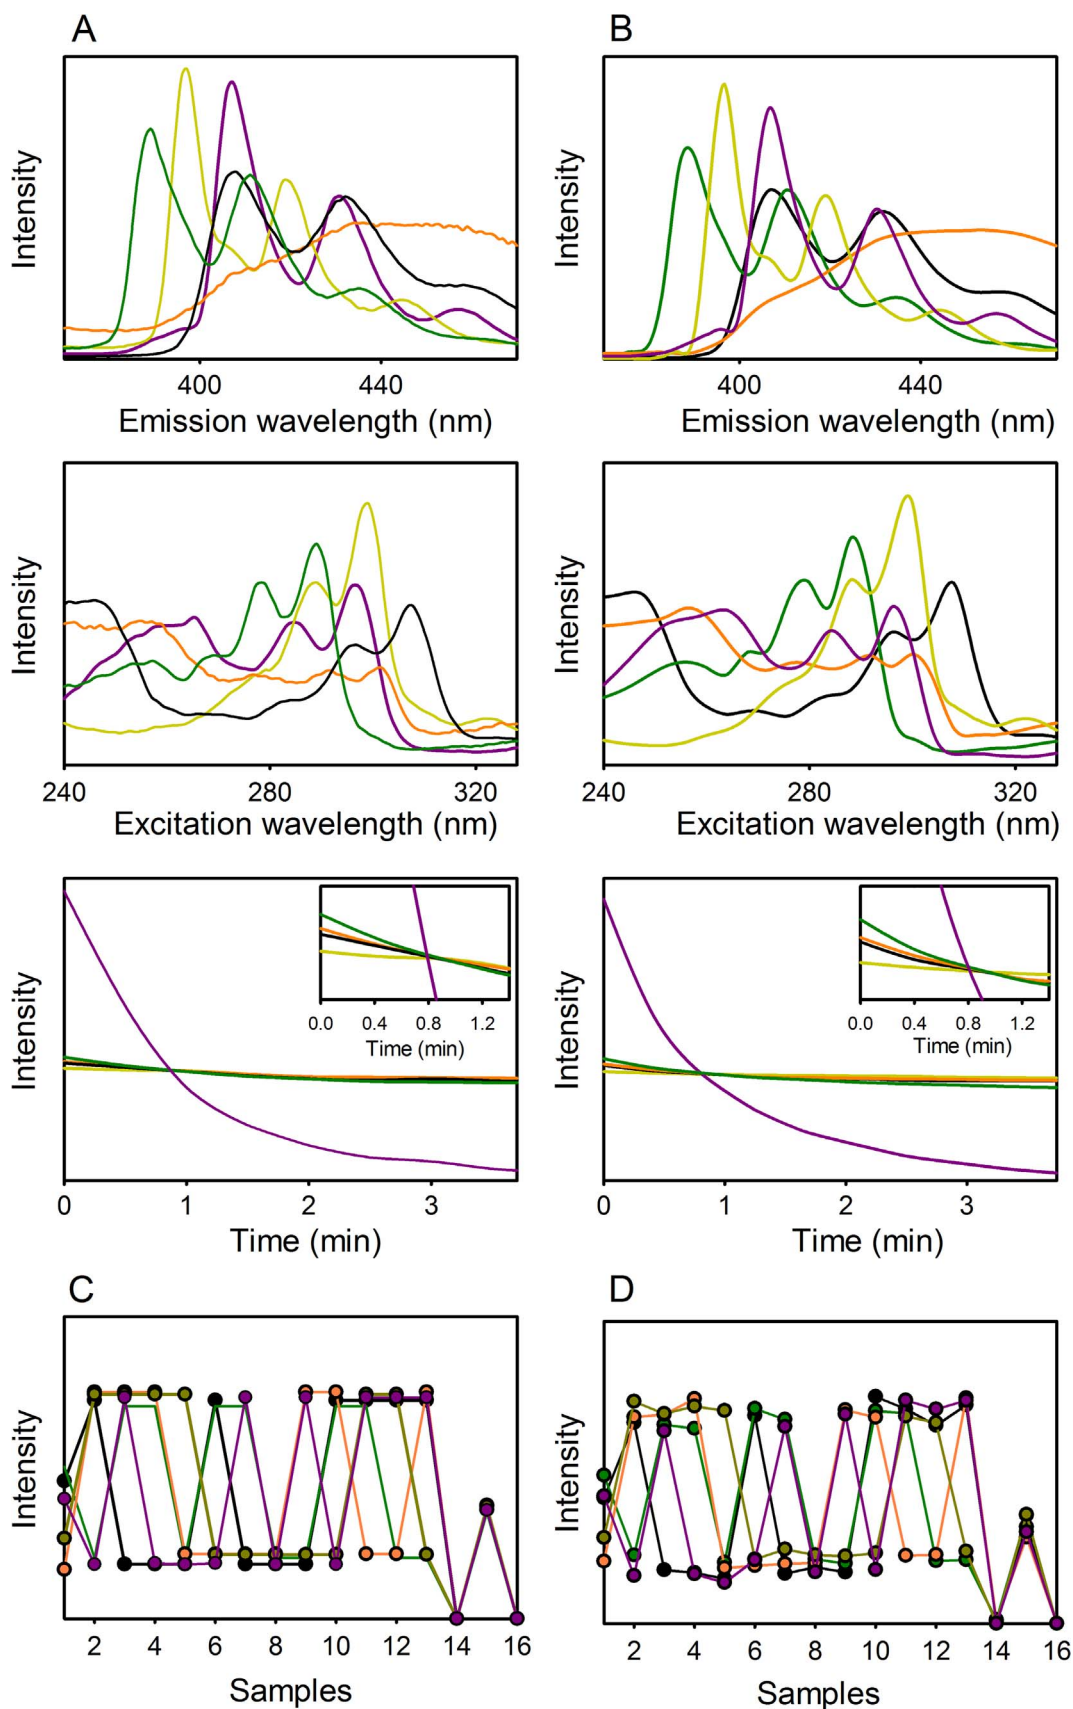 A B
Intensity Intensity
400 440 400 440
Emission wavelength (nm) Emission wavelength (nm)
Intensity Intensity
240 280 320 240 280 320
Excitation wavelength (nm) Excitation wavelength (nm)
Intensity Intensity
0.0 0.4 0.8 1.2 0.0 0.4 0.8 1.2
Time (min) Time (min)
0 1 2 3 0 1 2 3
Time (min) Time (min)
C D
Intensity Intensity
2 4 6 8 10 12 14 16 2 4 6 8 10 12 14 16
Samples Samples